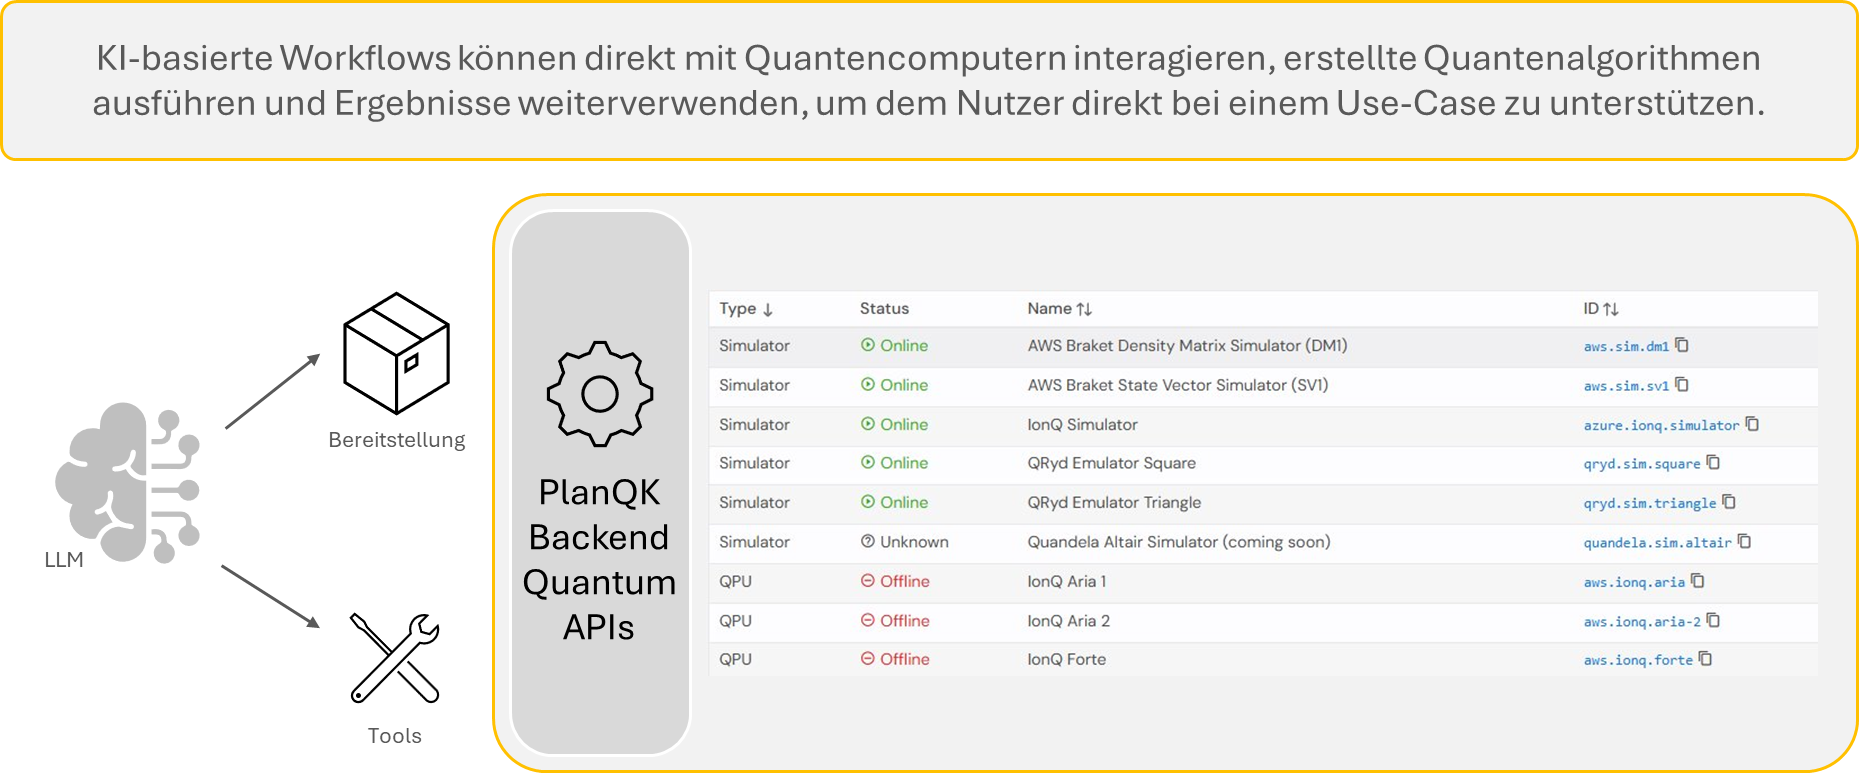 KI-basierte Workflows können direkt mit Quantencomputern interagieren, erstellte Quantenalgorithmen
ausführen und Ergebnisse weiterverwenden, um dem Nutzer direkt bei einem Use-Case zu unterstützen.
LLM
Bereitstellung
Tools
PlanQK
Backend
Quantum
APIs
Type ↓ Status Name ↑↓ ID ↑↓
Simulator Online AWS Braket Density Matrix Simulator (DM1) aws.sim.dm1
Simulator Online AWS Braket State Vector Simulator (SV1) aws.sim.sv1
Simulator Online IonQ Simulator azure.ionq.simulator
Simulator Online QRyd Emulator Square qryd.sim.square
Simulator Online QRyd Emulator Triangle qryd.sim.triangle
Simulator Unknown Quandela Altair Simulator (coming soon) quandela.sim.altair
QPU Offline IonQ Aria 1 aws.ionq.aria
QPU Offline IonQ Aria 2 aws.ionq.aria-2
QPU Offline IonQ Forte aws.ionq.forte